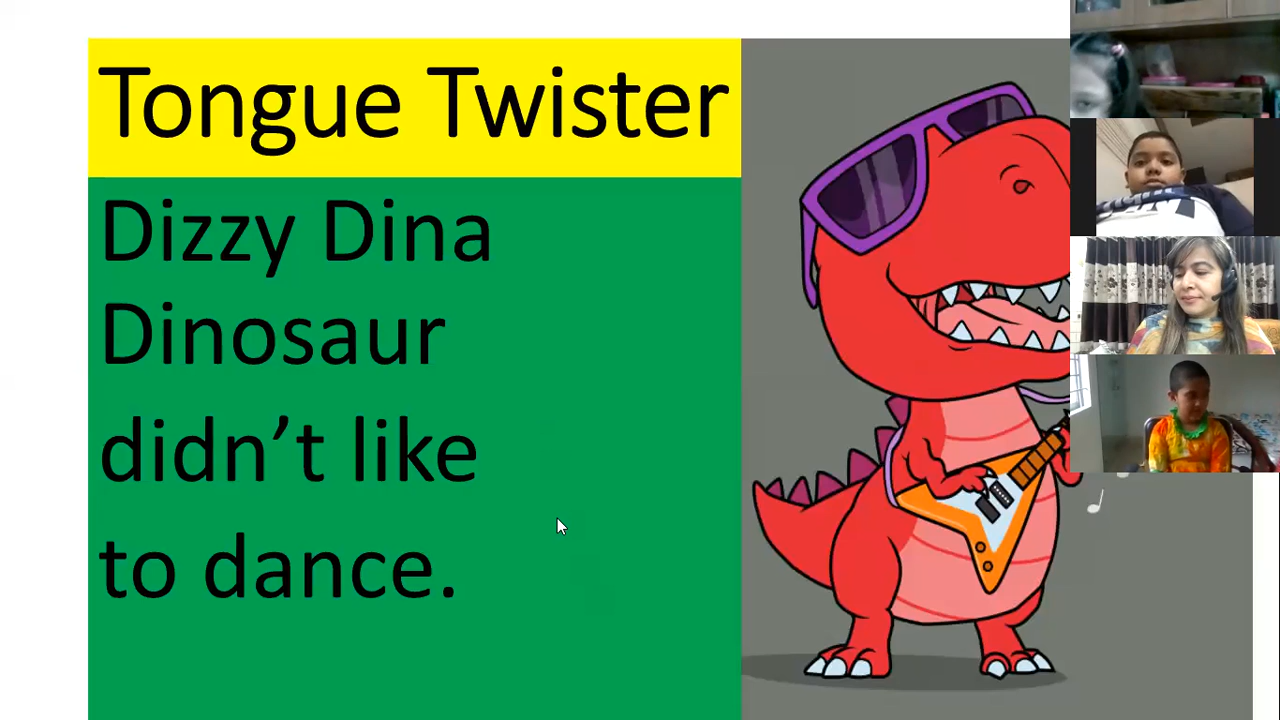 Tongue Twister
Dizzy Dina
Dinosaur
didn’t like
to dance.